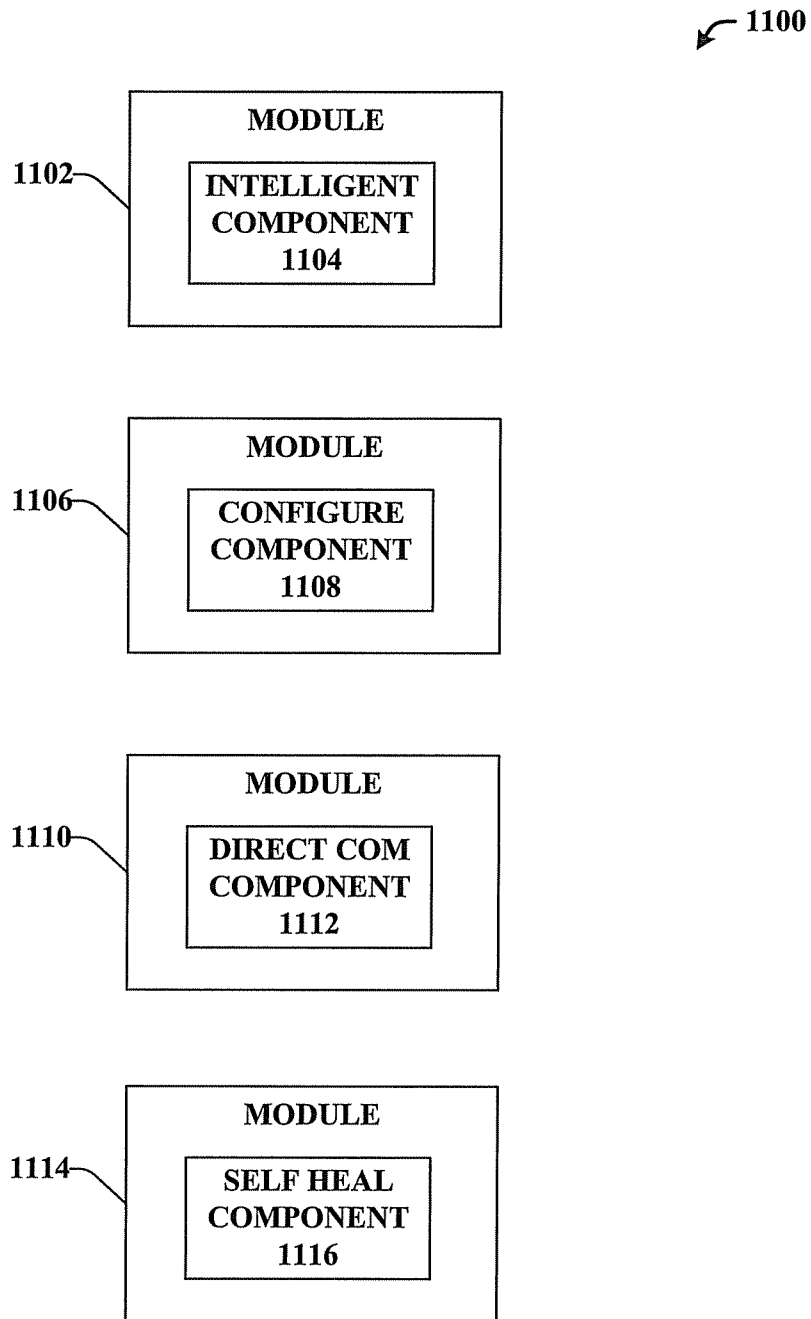 1100
MODULE
1102
INTELLIGENT
COMPONENT
1104
MODULE
1106
CONFIGURE
COMPONENT
1108
MODULE
1110
DIRECT COM
COMPONENT
1112
MODULE
1114
SELF HEAL
COMPONENT
1116